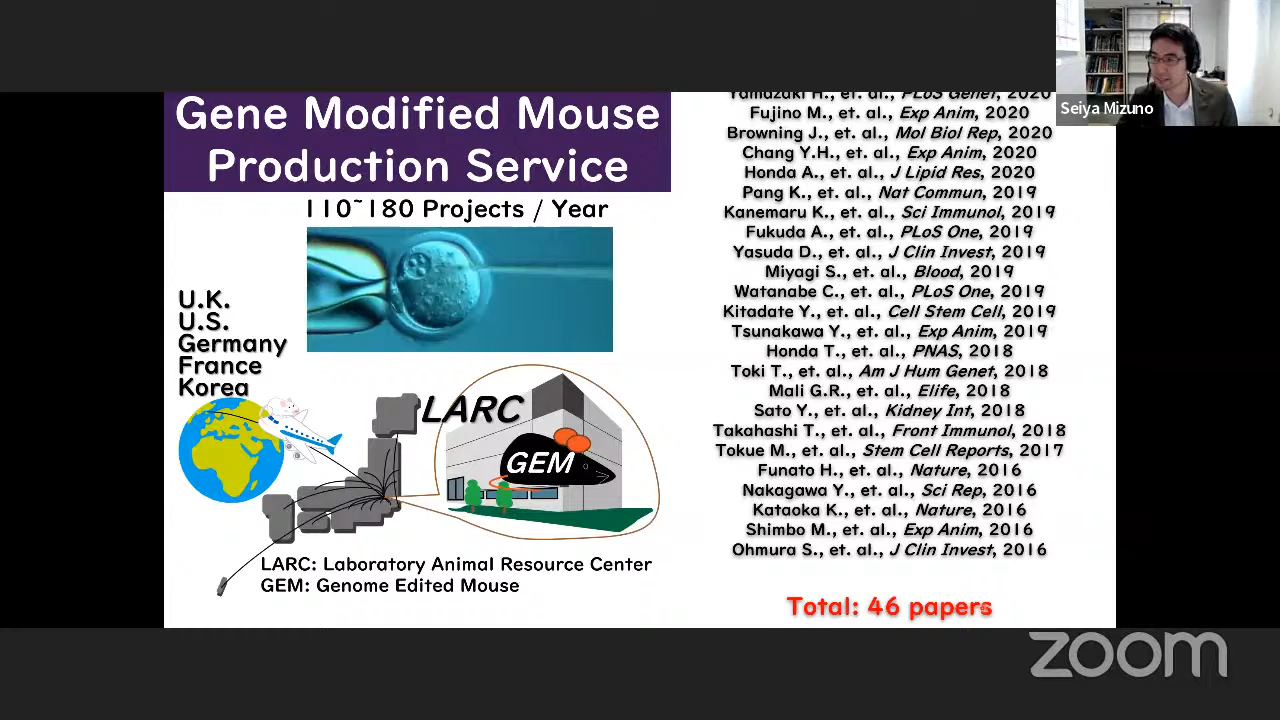 Gene Modified Mouse
Production Service
110~180 Projects / Year
U.K.
U.S.
Germany
France
Korea
LARC
GEM
LARC: Laboratory Animal Resource Center
GEM: Genome Edited Mouse
Yamazaki H., et. al., PLoS Genet, 2020
Fujino M., et. al., Exp Anim, 2020
Browning J., et. al., Mol Biol Rep, 2020
Chang Y.H., et. al., Exp Anim, 2020
Honda A., et. al., J Lipid Res, 2020
Pang K., et. al., Nat Commun, 2019
Kanemaru K., et. al., Sci Immunol, 2019
Fukuda A., et. al., PLoS One, 2019
Yasuda D., et. al., J Clin Invest, 2019
Miyagi S., et. al., Blood, 2019
Watanabe C., et. al., PLoS One, 2019
Kitadate Y., et. al., Cell Stem Cell, 2019
Tsunakawa Y., et. al., Exp Anim, 2019
Honda T., et. al., PNAS, 2018
Toki T., et. al., Am J Hum Genet, 2018
Mali G.R., et. al., Elife, 2018
Sato Y., et. al., Kidney Int, 2018
Takahashi T., et. al., Front Immunol, 2018
Tokue M., et. al., Stem Cell Reports, 2017
Funato H., et. al., Nature, 2016
Nakagawa Y., et. al., Sci Rep, 2016
Kataoka K., et. al., Nature, 2016
Shimbo M., et. al., Exp Anim, 2016
Ohmura S., et. al., J Clin Invest, 2016
Total: 46 papers
Seiya Mizuno
zoom